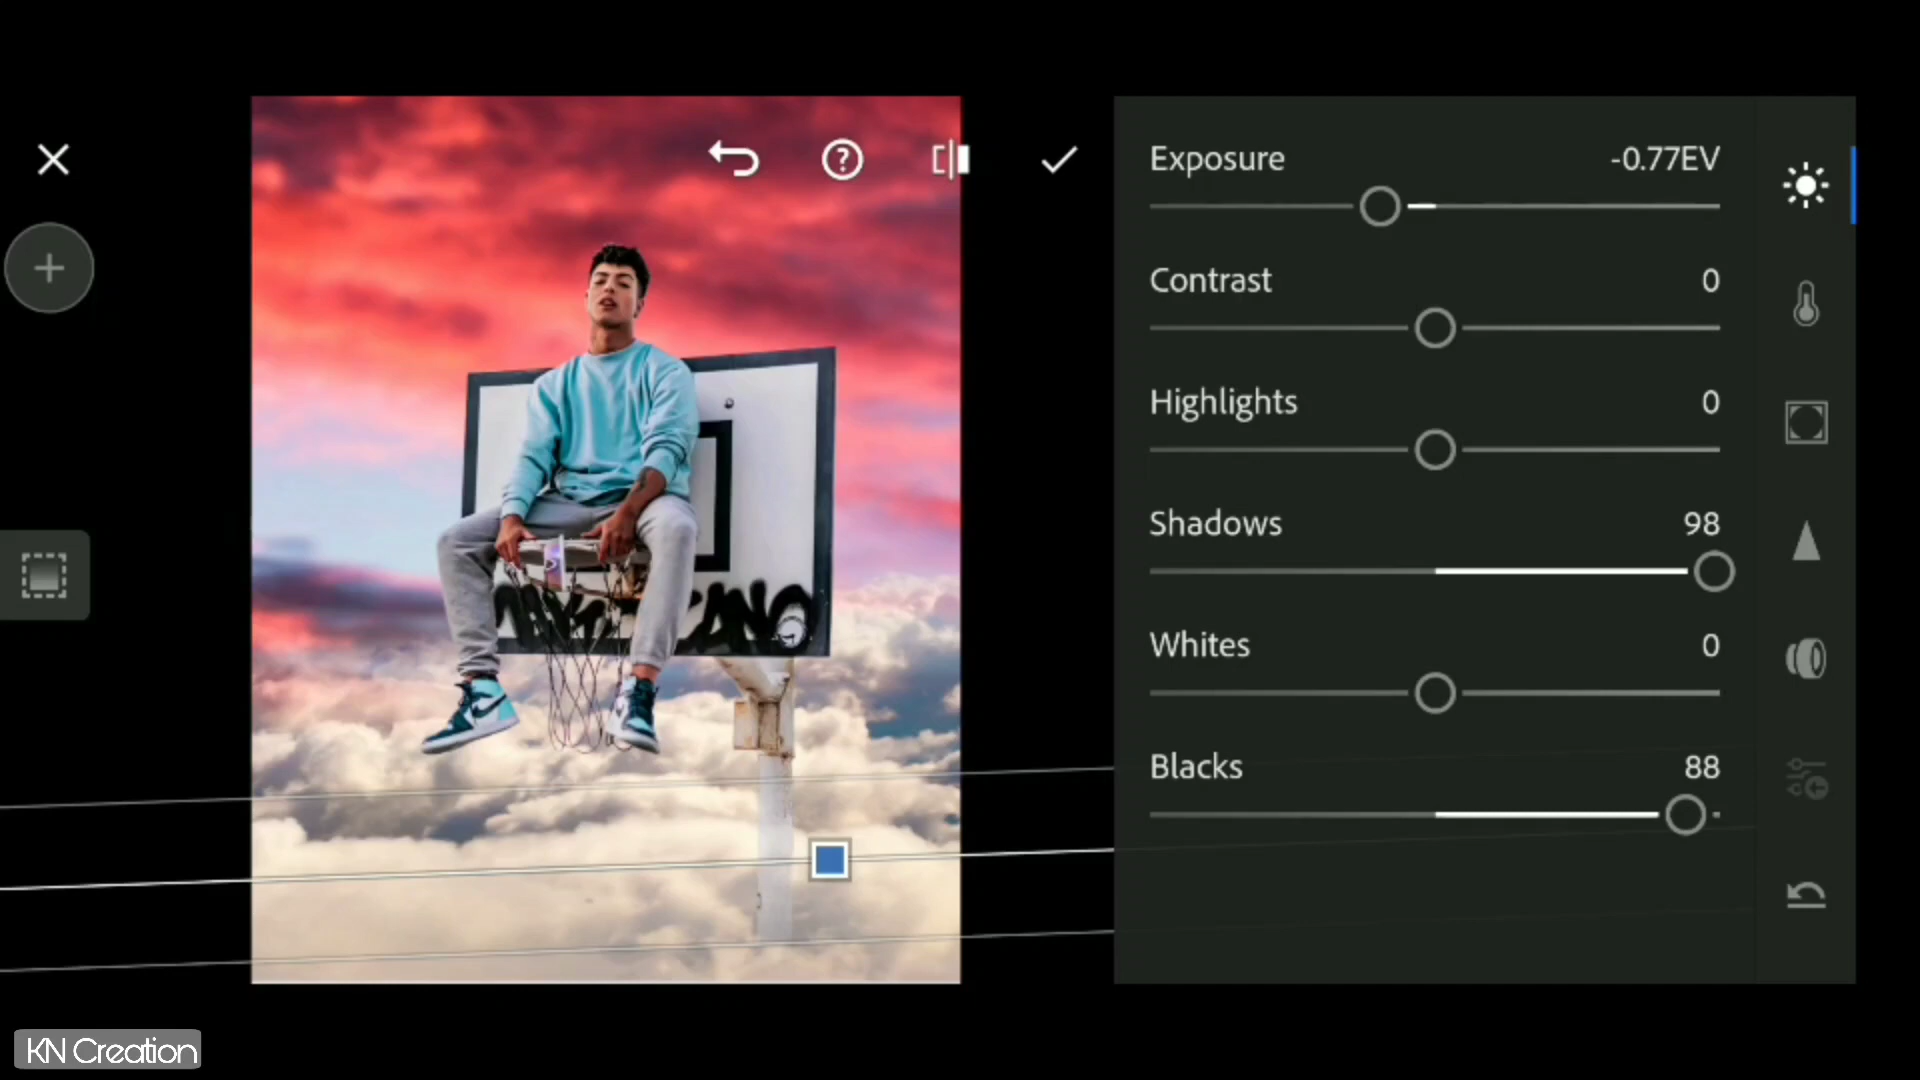 Exposure -0.77EV
Contrast 0
Highlights 0
Shadows 98
Whites 0
Blacks 88
KN Creation